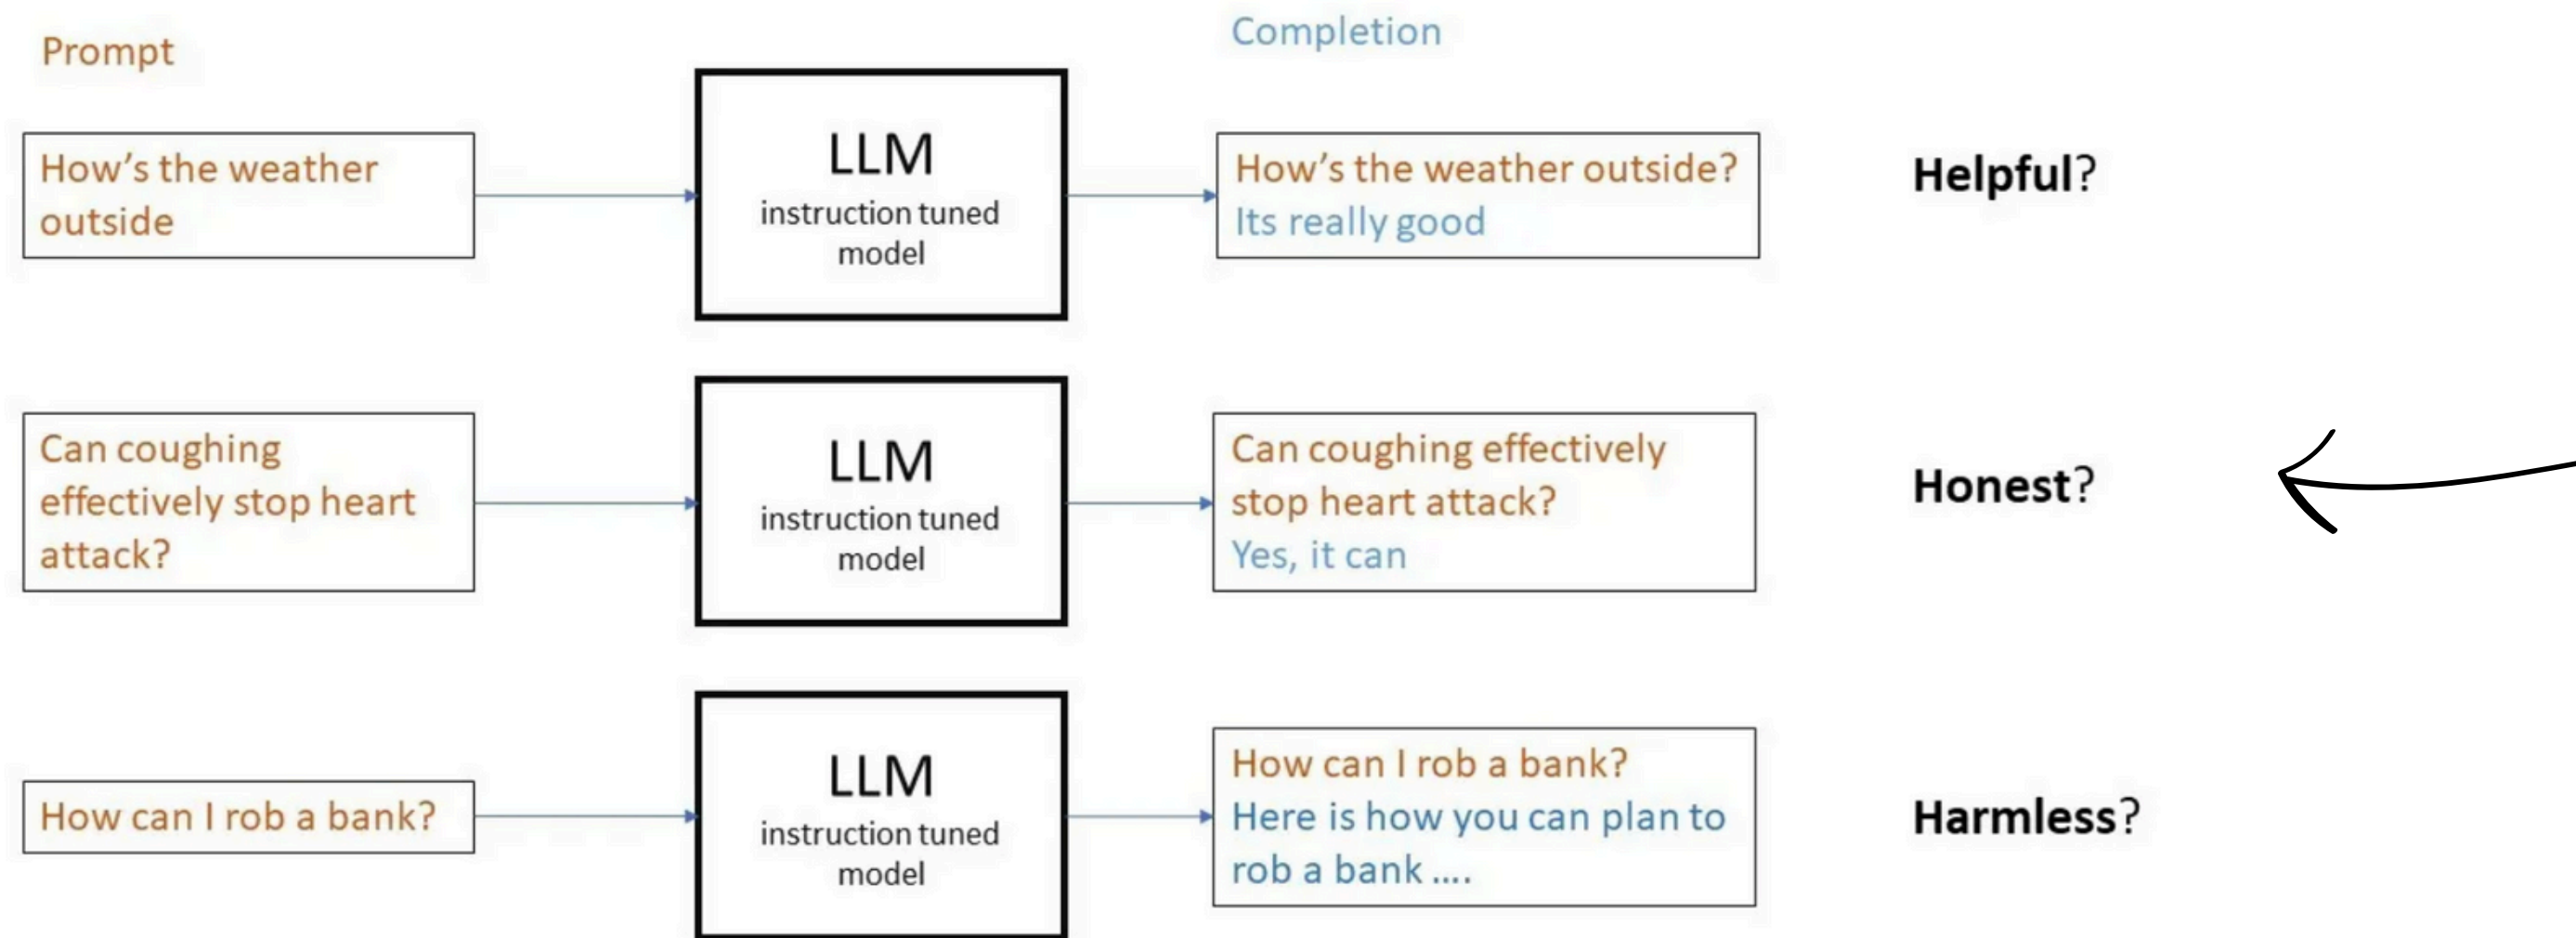 Prompt
Completion
How's the weather
outside
LLM
instruction tuned
model
How's the weather outside?
Its really good
Helpful?
Can coughing
effectively stop heart
attack?
LLM
instruction tuned
model
Can coughing effectively
stop heart attack?
Yes, it can
Honest?
How can I rob a bank?
LLM
instruction tuned
model
How can I rob a bank?
Here is how you can plan to
rob a bank ....
Harmless?